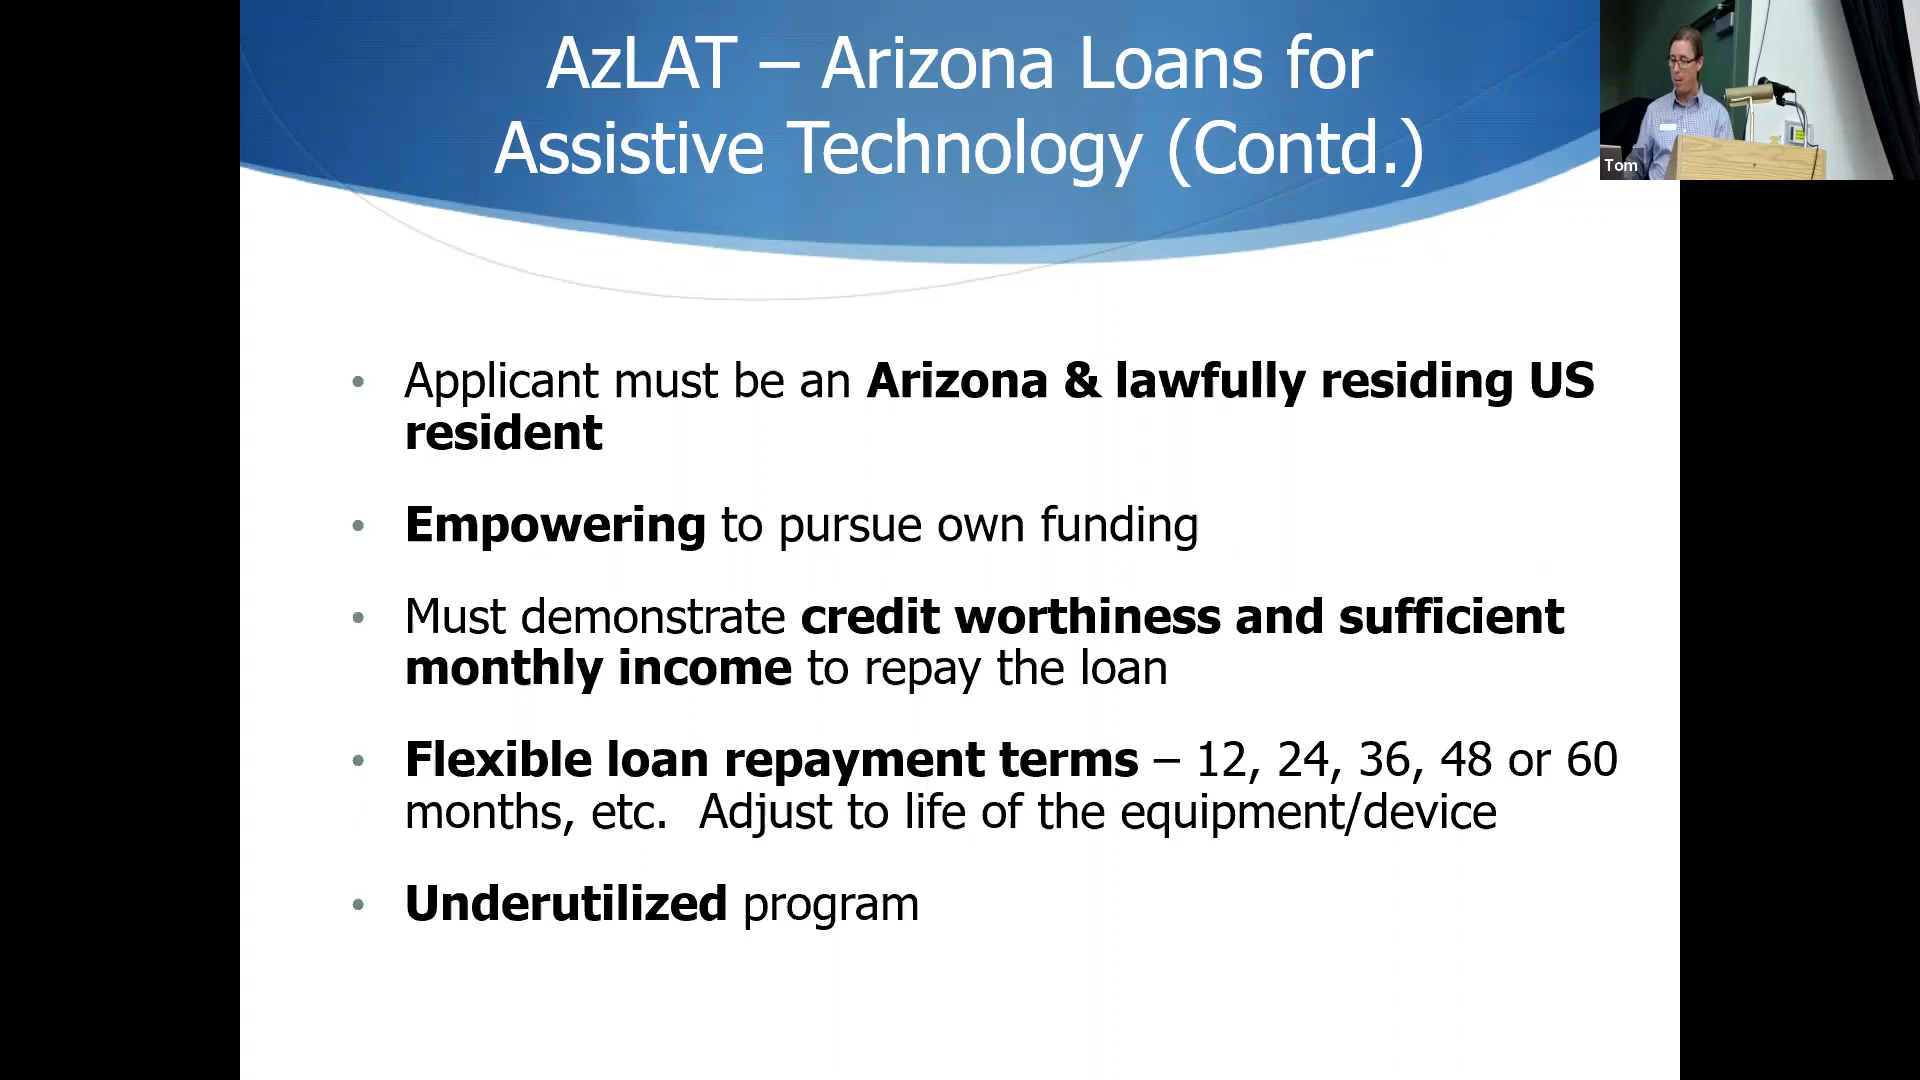 AzLAT – Arizona Loans for
Assistive Technology (Contd.)
Tom
• Applicant must be an Arizona & lawfully residing US
resident
• Empowering to pursue own funding
• Must demonstrate credit worthiness and sufficient
monthly income to repay the loan
• Flexible loan repayment terms – 12, 24, 36, 48 or 60
months, etc.  Adjust to life of the equipment/device
• Underutilized program